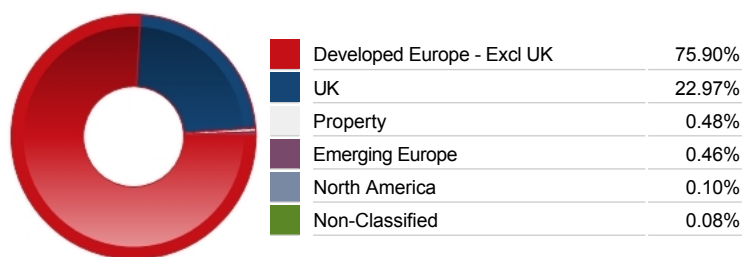 Developed Europe - Excl UK 75.90%
UK 22.97%
Property 0.48%
Emerging Europe 0.46%
North America 0.10%
Non-Classified 0.08%